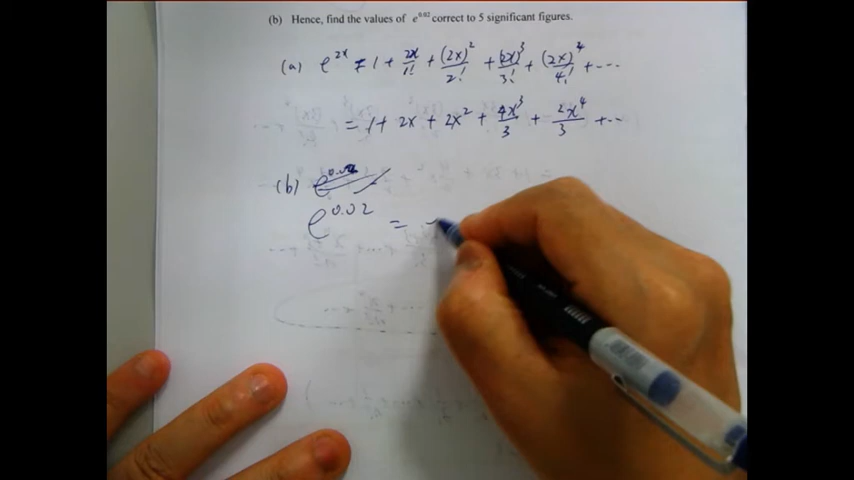 (b) Hence, find the values of e^0.02 correct to 5 significant figures.
(a) e^2x = 1 + 2x/1! + (2x)^2/2! + (2x)^3/3! + (2x)^4/4! + ...
= 1 + 2x + 2x^2 + 4x^3/3 + 2x^4/3 + ...
(b)
e^0.02 =